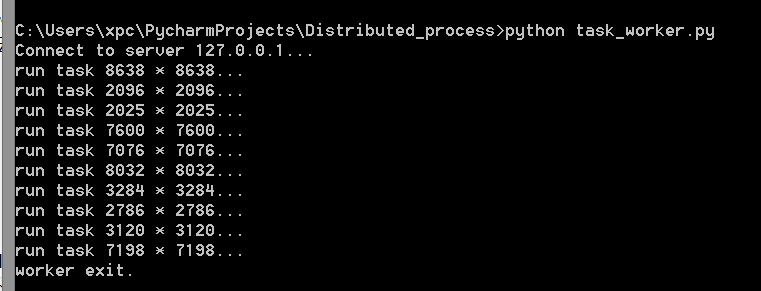 C:\Users\xpc\PycharmProjects\Distributed_process>python task_worker.py
Connect to server 127.0.0.1...
run task 8638 * 8638...
run task 2096 * 2096...
run task 2025 * 2025...
run task 7600 * 7600...
run task 7076 * 7076...
run task 8032 * 8032...
run task 3284 * 3284...
run task 2786 * 2786...
run task 3120 * 3120...
run task 7198 * 7198...
worker exit.